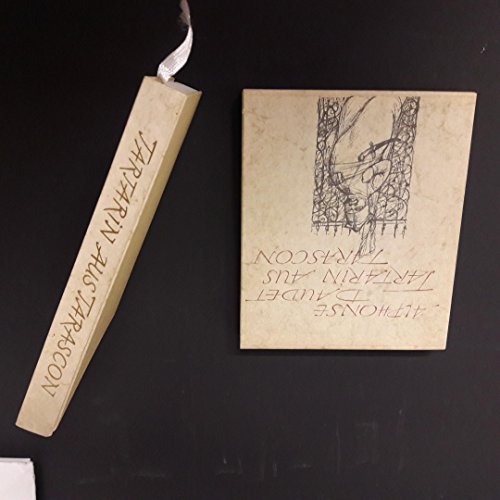 TARTARIN AUS TARASCON
ALPHONSE
DAUDET
TARTARIN AUS
TARASCON